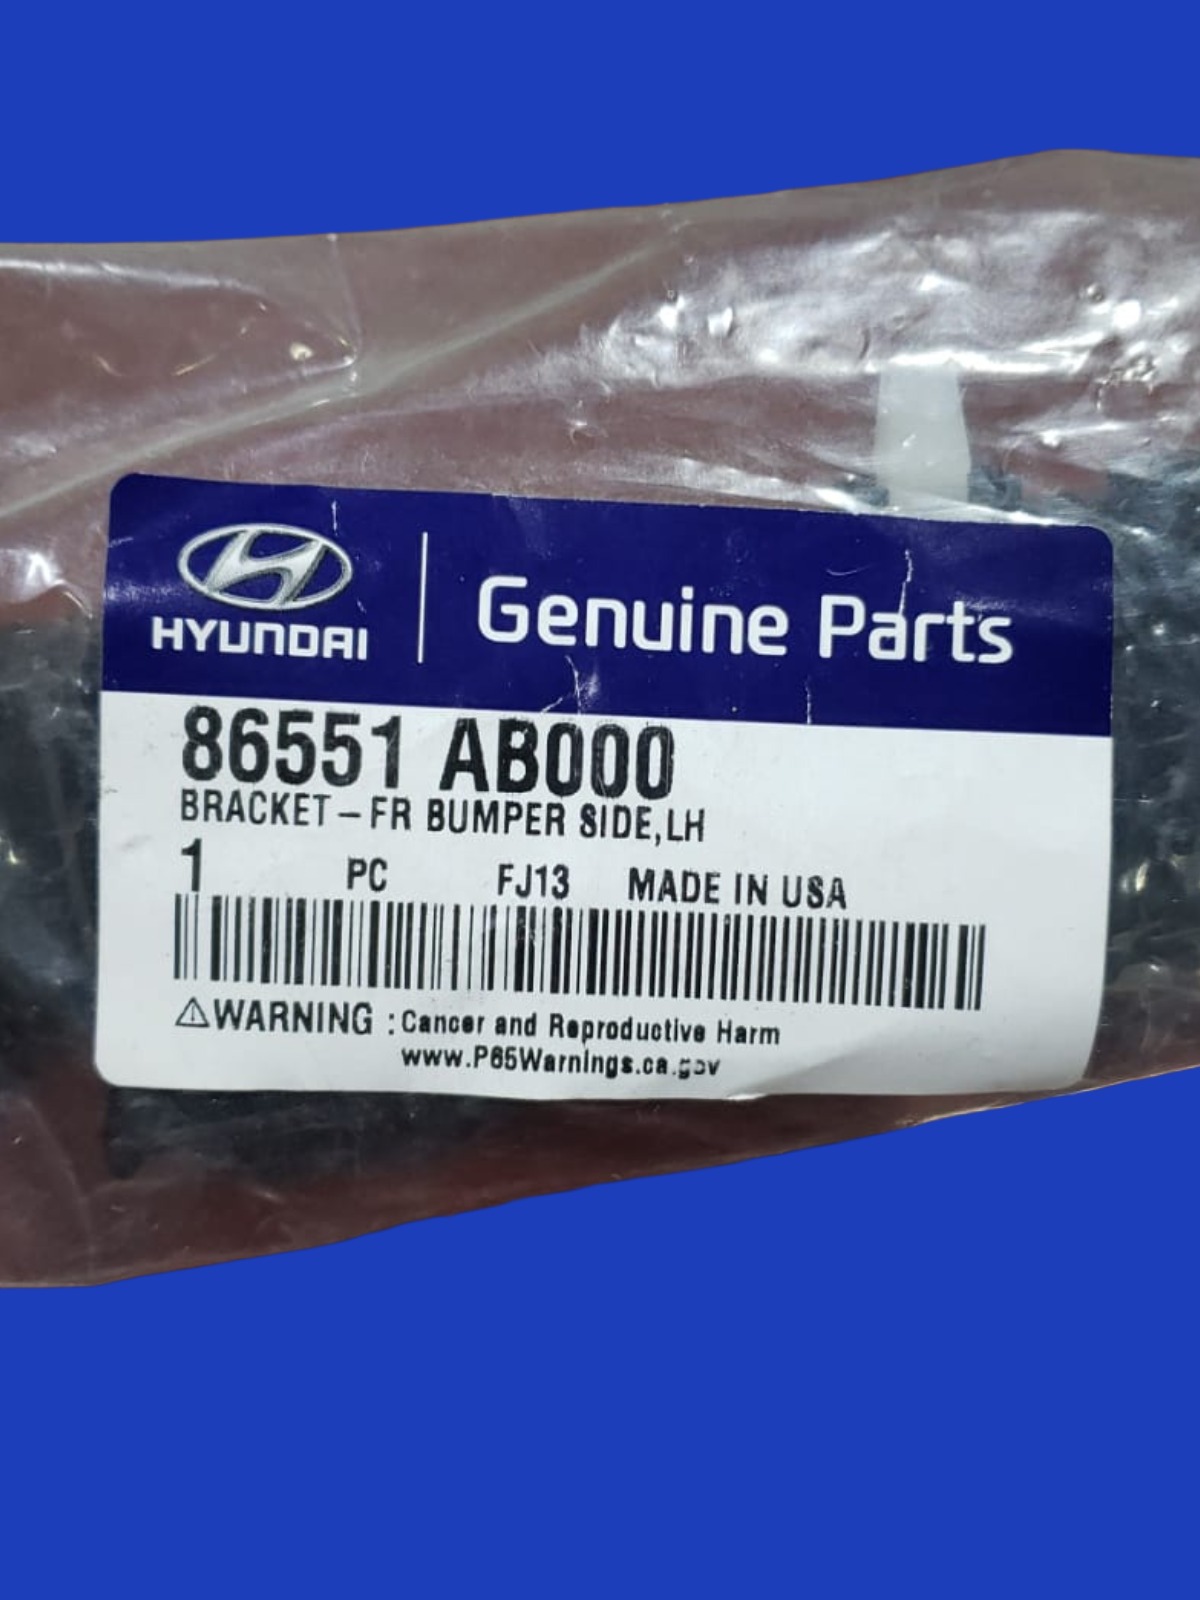 HYUNDAI
Genuine Parts
86551 AB000
BRACKET-FR BUMPER SIDE,LH
1 PC FJ13 MADE IN USA
⚠WARNING : Cancer and Reproductive Harm
www.P65Warnings.ca.gov